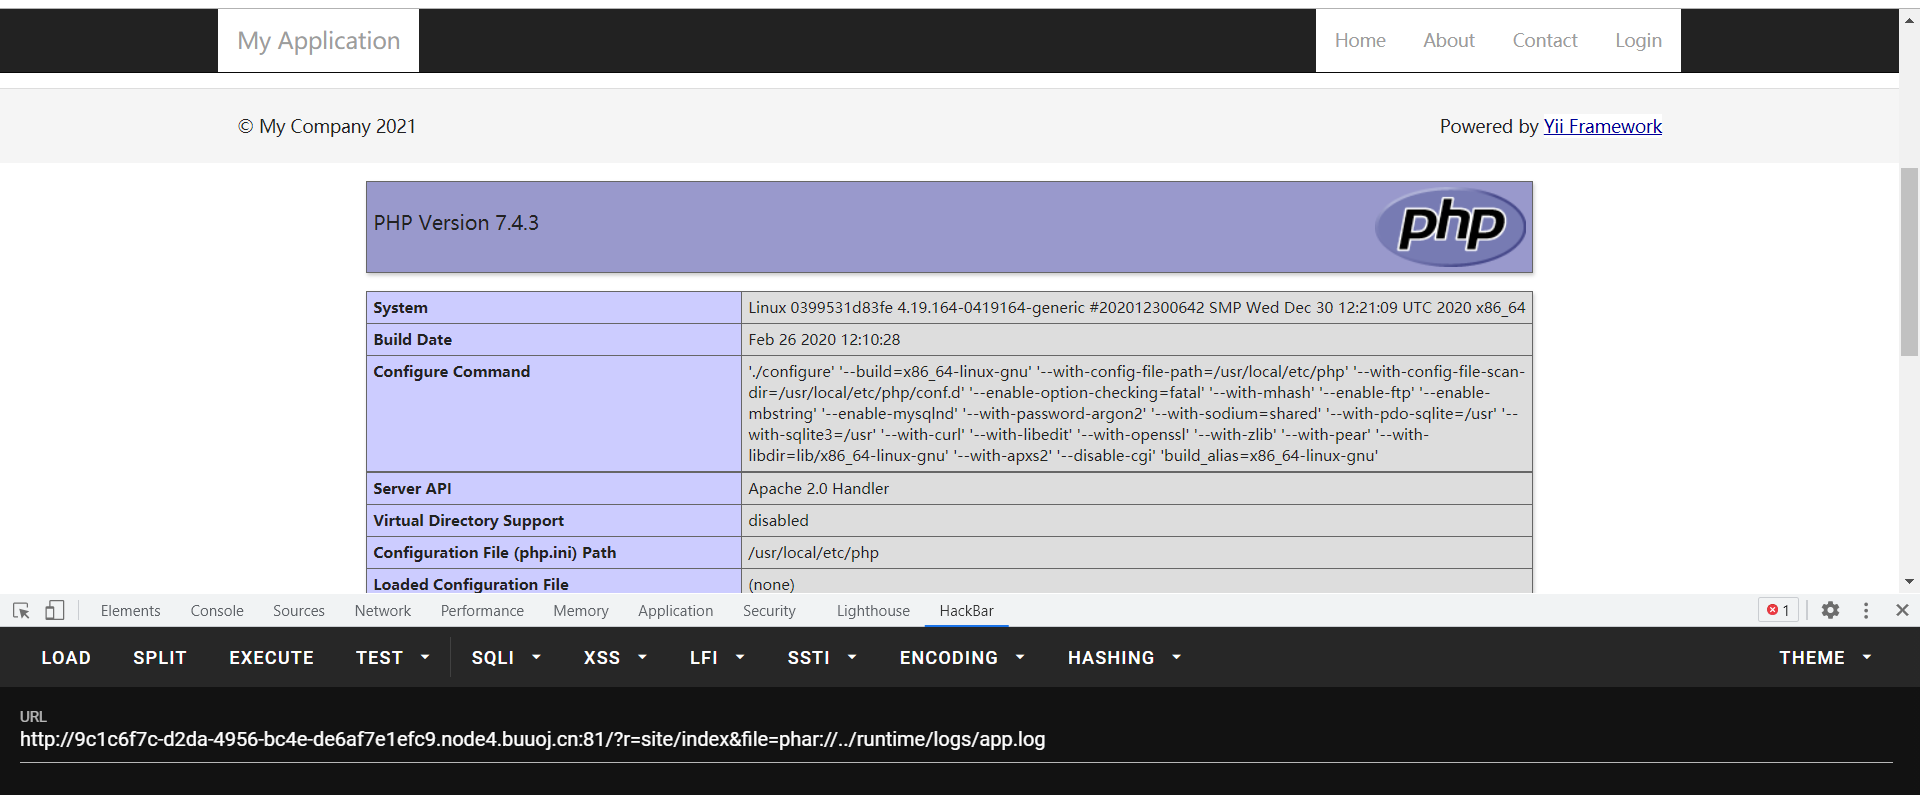 My Application
Home About Contact Login
© My Company 2021
Powered by Yii Framework
PHP Version 7.4.3
php
System Linux 0399531d83fe 4.19.164-0419164-generic #202012300642 SMP Wed Dec 30 12:21:09 UTC 2020 x86_64
Build Date Feb 26 2020 12:10:28
Configure Command './configure' '--build=x86_64-linux-gnu' '--with-config-file-path=/usr/local/etc/php' '--with-config-file-scan-
dir=/usr/local/etc/php/conf.d' '--enable-option-checking=fatal' '--with-mhash' '--enable-ftp' '--enable-
mbstring' '--enable-mysqlnd' '--with-password-argon2' '--with-sodium=shared' '--with-pdo-sqlite=/usr' '--
with-sqlite3=/usr' '--with-curl' '--with-libedit' '--with-openssl' '--with-zlib' '--with-pear' '--with-
libdir=lib/x86_64-linux-gnu' '--with-apxs2' '--disable-cgi' 'build_alias=x86_64-linux-gnu'
Server API Apache 2.0 Handler
Virtual Directory Support disabled
Configuration File (php.ini) Path /usr/local/etc/php
Loaded Configuration File (none)
Elements Console Sources Network Performance Memory Application Security Lighthouse HackBar 1
LOAD SPLIT EXECUTE TEST SQLI XSS LFI SSTI ENCODING HASHING THEME
URL
http://9c1c6f7c-d2da-4956-bc4e-de6af7e1efc9.node4.buuoj.cn:81/?r=site/index&file=phar://../runtime/logs/app.log